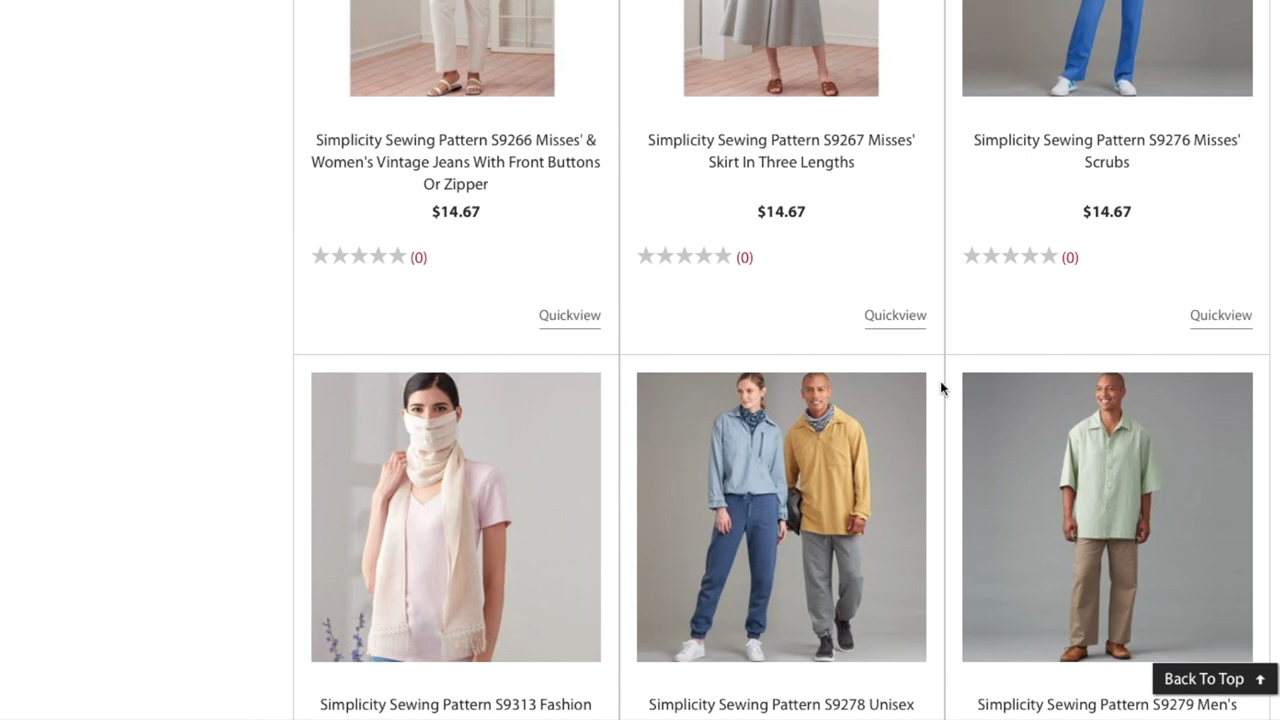 Simplicity Sewing Pattern S9266 Misses' &
Women's Vintage Jeans With Front Buttons
Or Zipper
$14.67
(0)
Quickview
Simplicity Sewing Pattern S9267 Misses'
Skirt In Three Lengths
$14.67
(0)
Quickview
Simplicity Sewing Pattern S9276 Misses'
Scrubs
$14.67
(0)
Quickview
Simplicity Sewing Pattern S9313 Fashion
Simplicity Sewing Pattern S9278 Unisex
Simplicity Sewing Pattern S9279 Men's
Back To Top